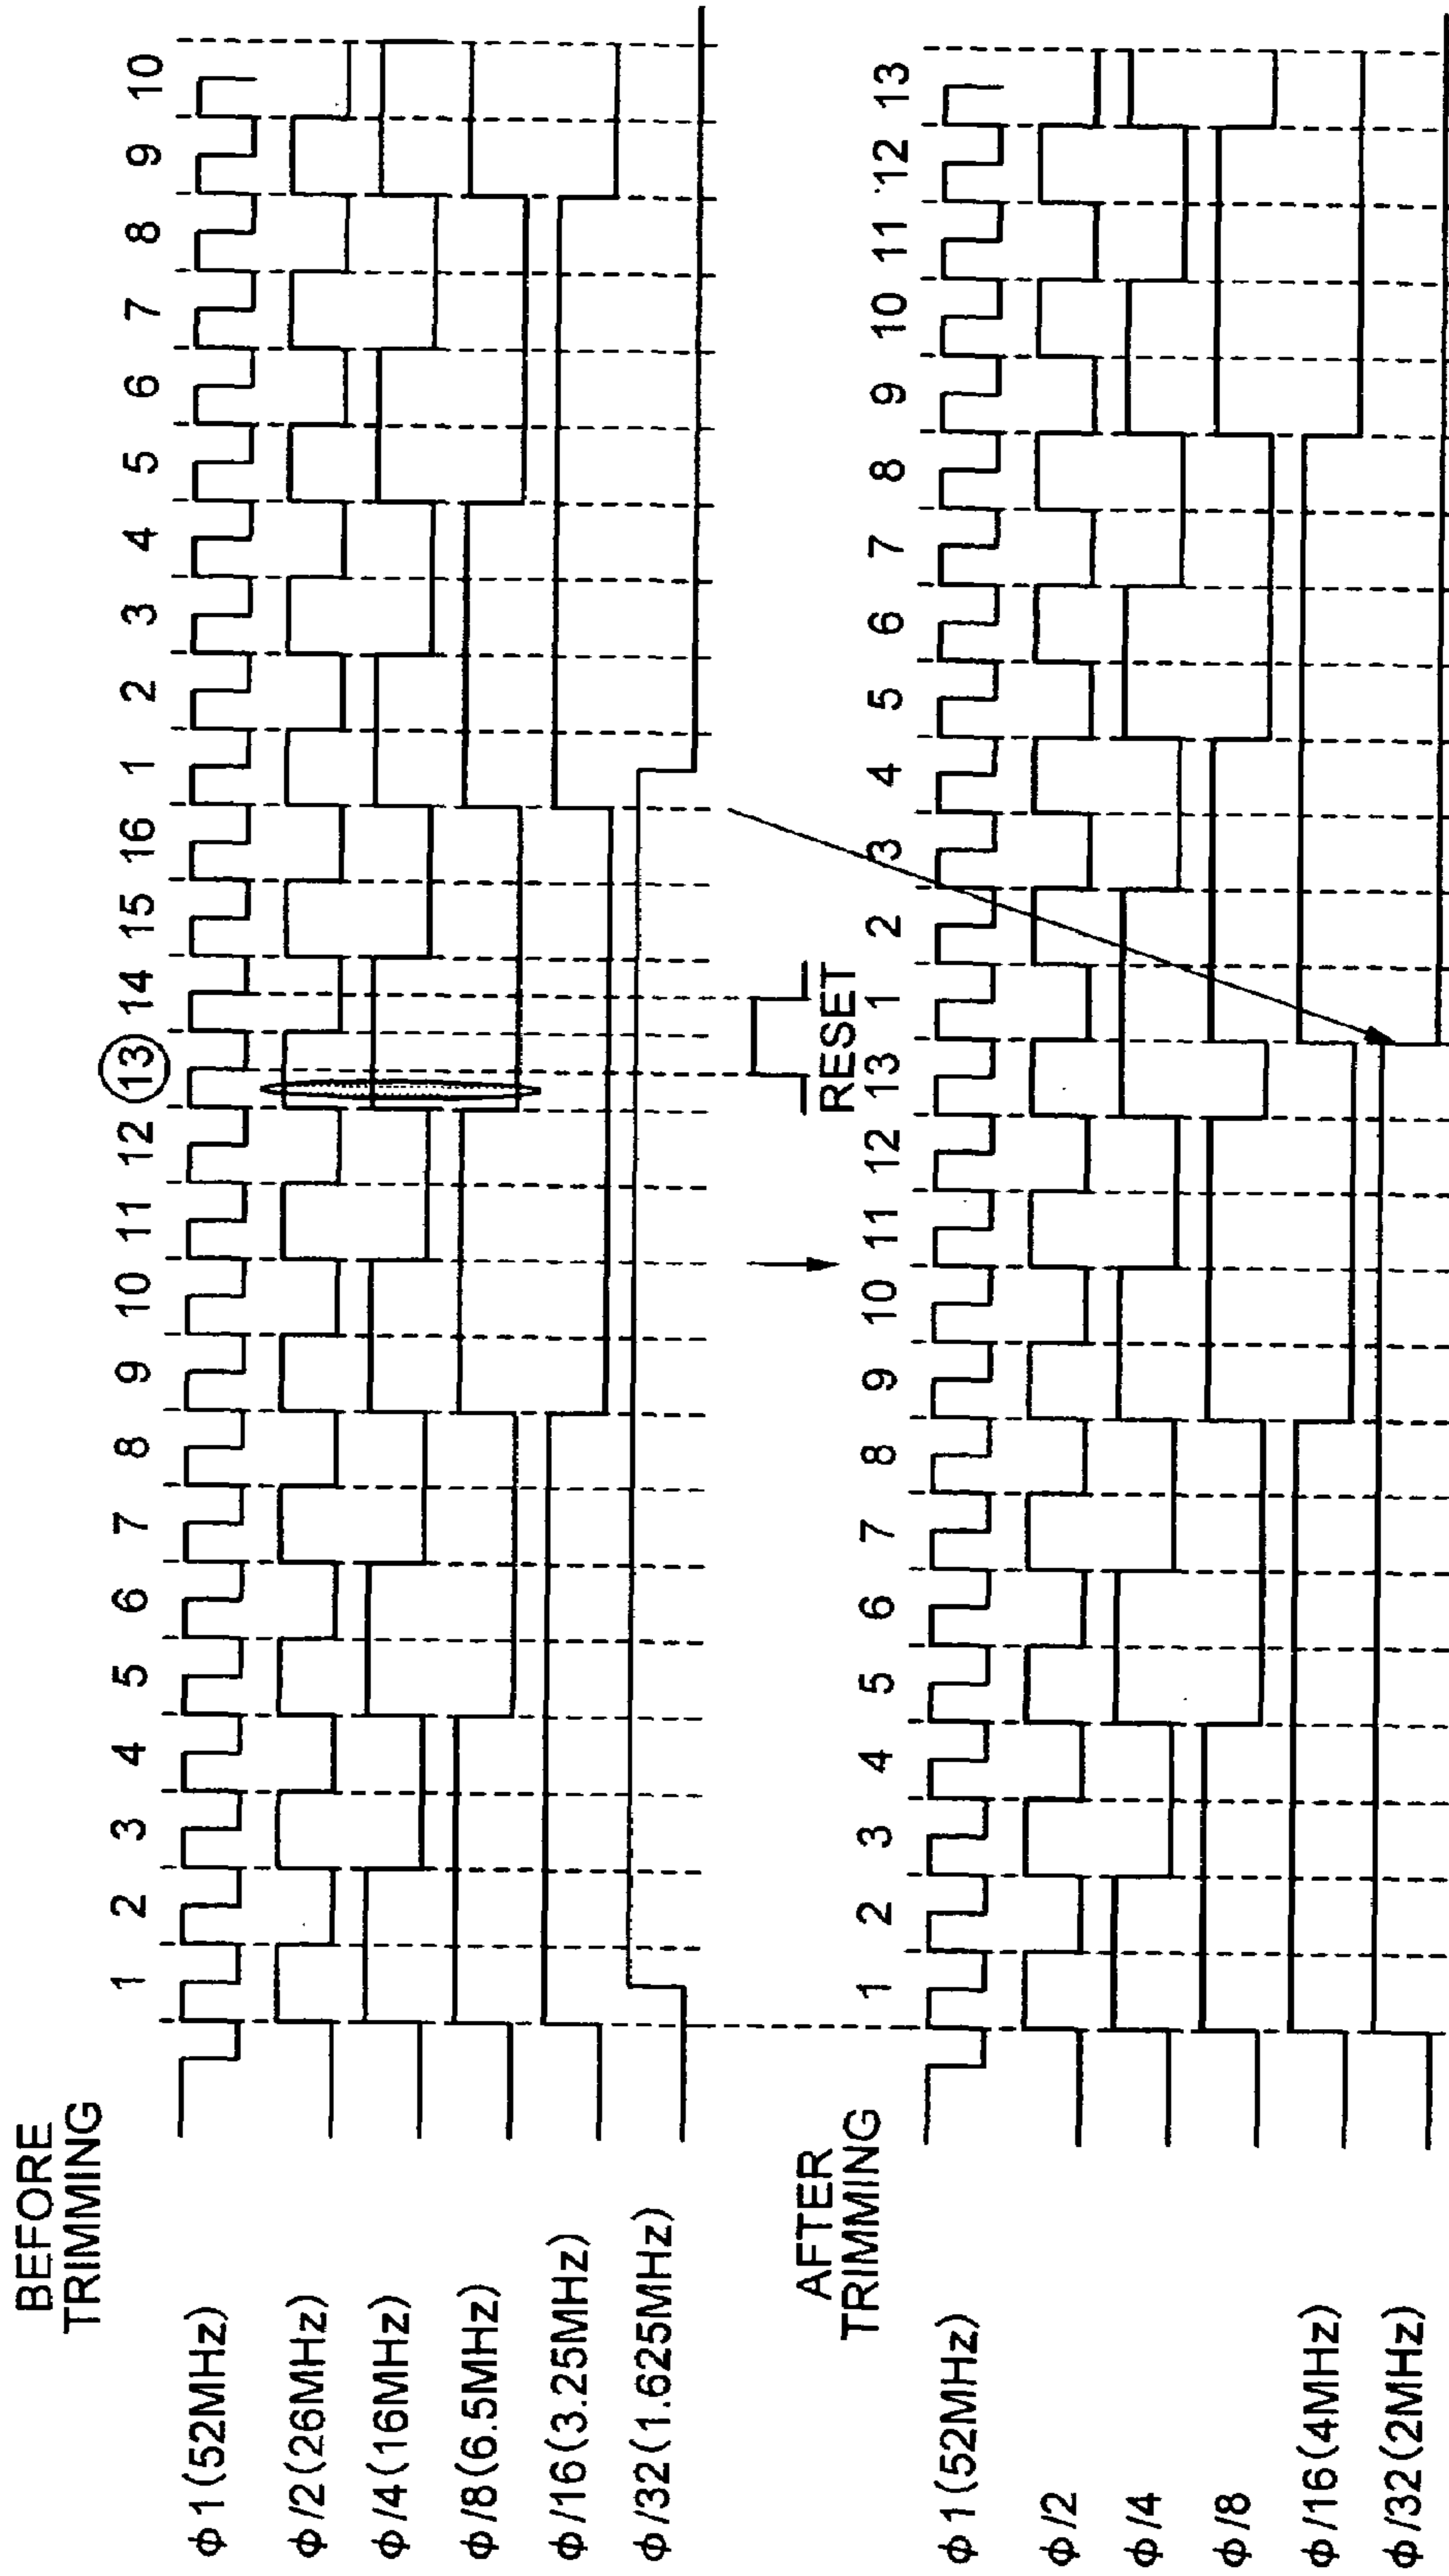 BEFORE
TRIMMING
1 2 3 4 5 6 7 8 9 10 11 12 13 14 15 16 1 2 3 4 5 6 7 8 9 10
φ1(52MHz)
φ/2(26MHz)
φ/4(16MHz)
φ/8(6.5MHz)
φ/16(3.25MHz)
φ/32(1.625MHz)
RESET
AFTER
TRIMMING
1 2 3 4 5 6 7 8 9 10 11 12 13 1 2 3 4 5 6 7 8 9 10 11 12 13
φ1(52MHz)
φ/2
φ/4
φ/8
φ/16(4MHz)
φ/32(2MHz)